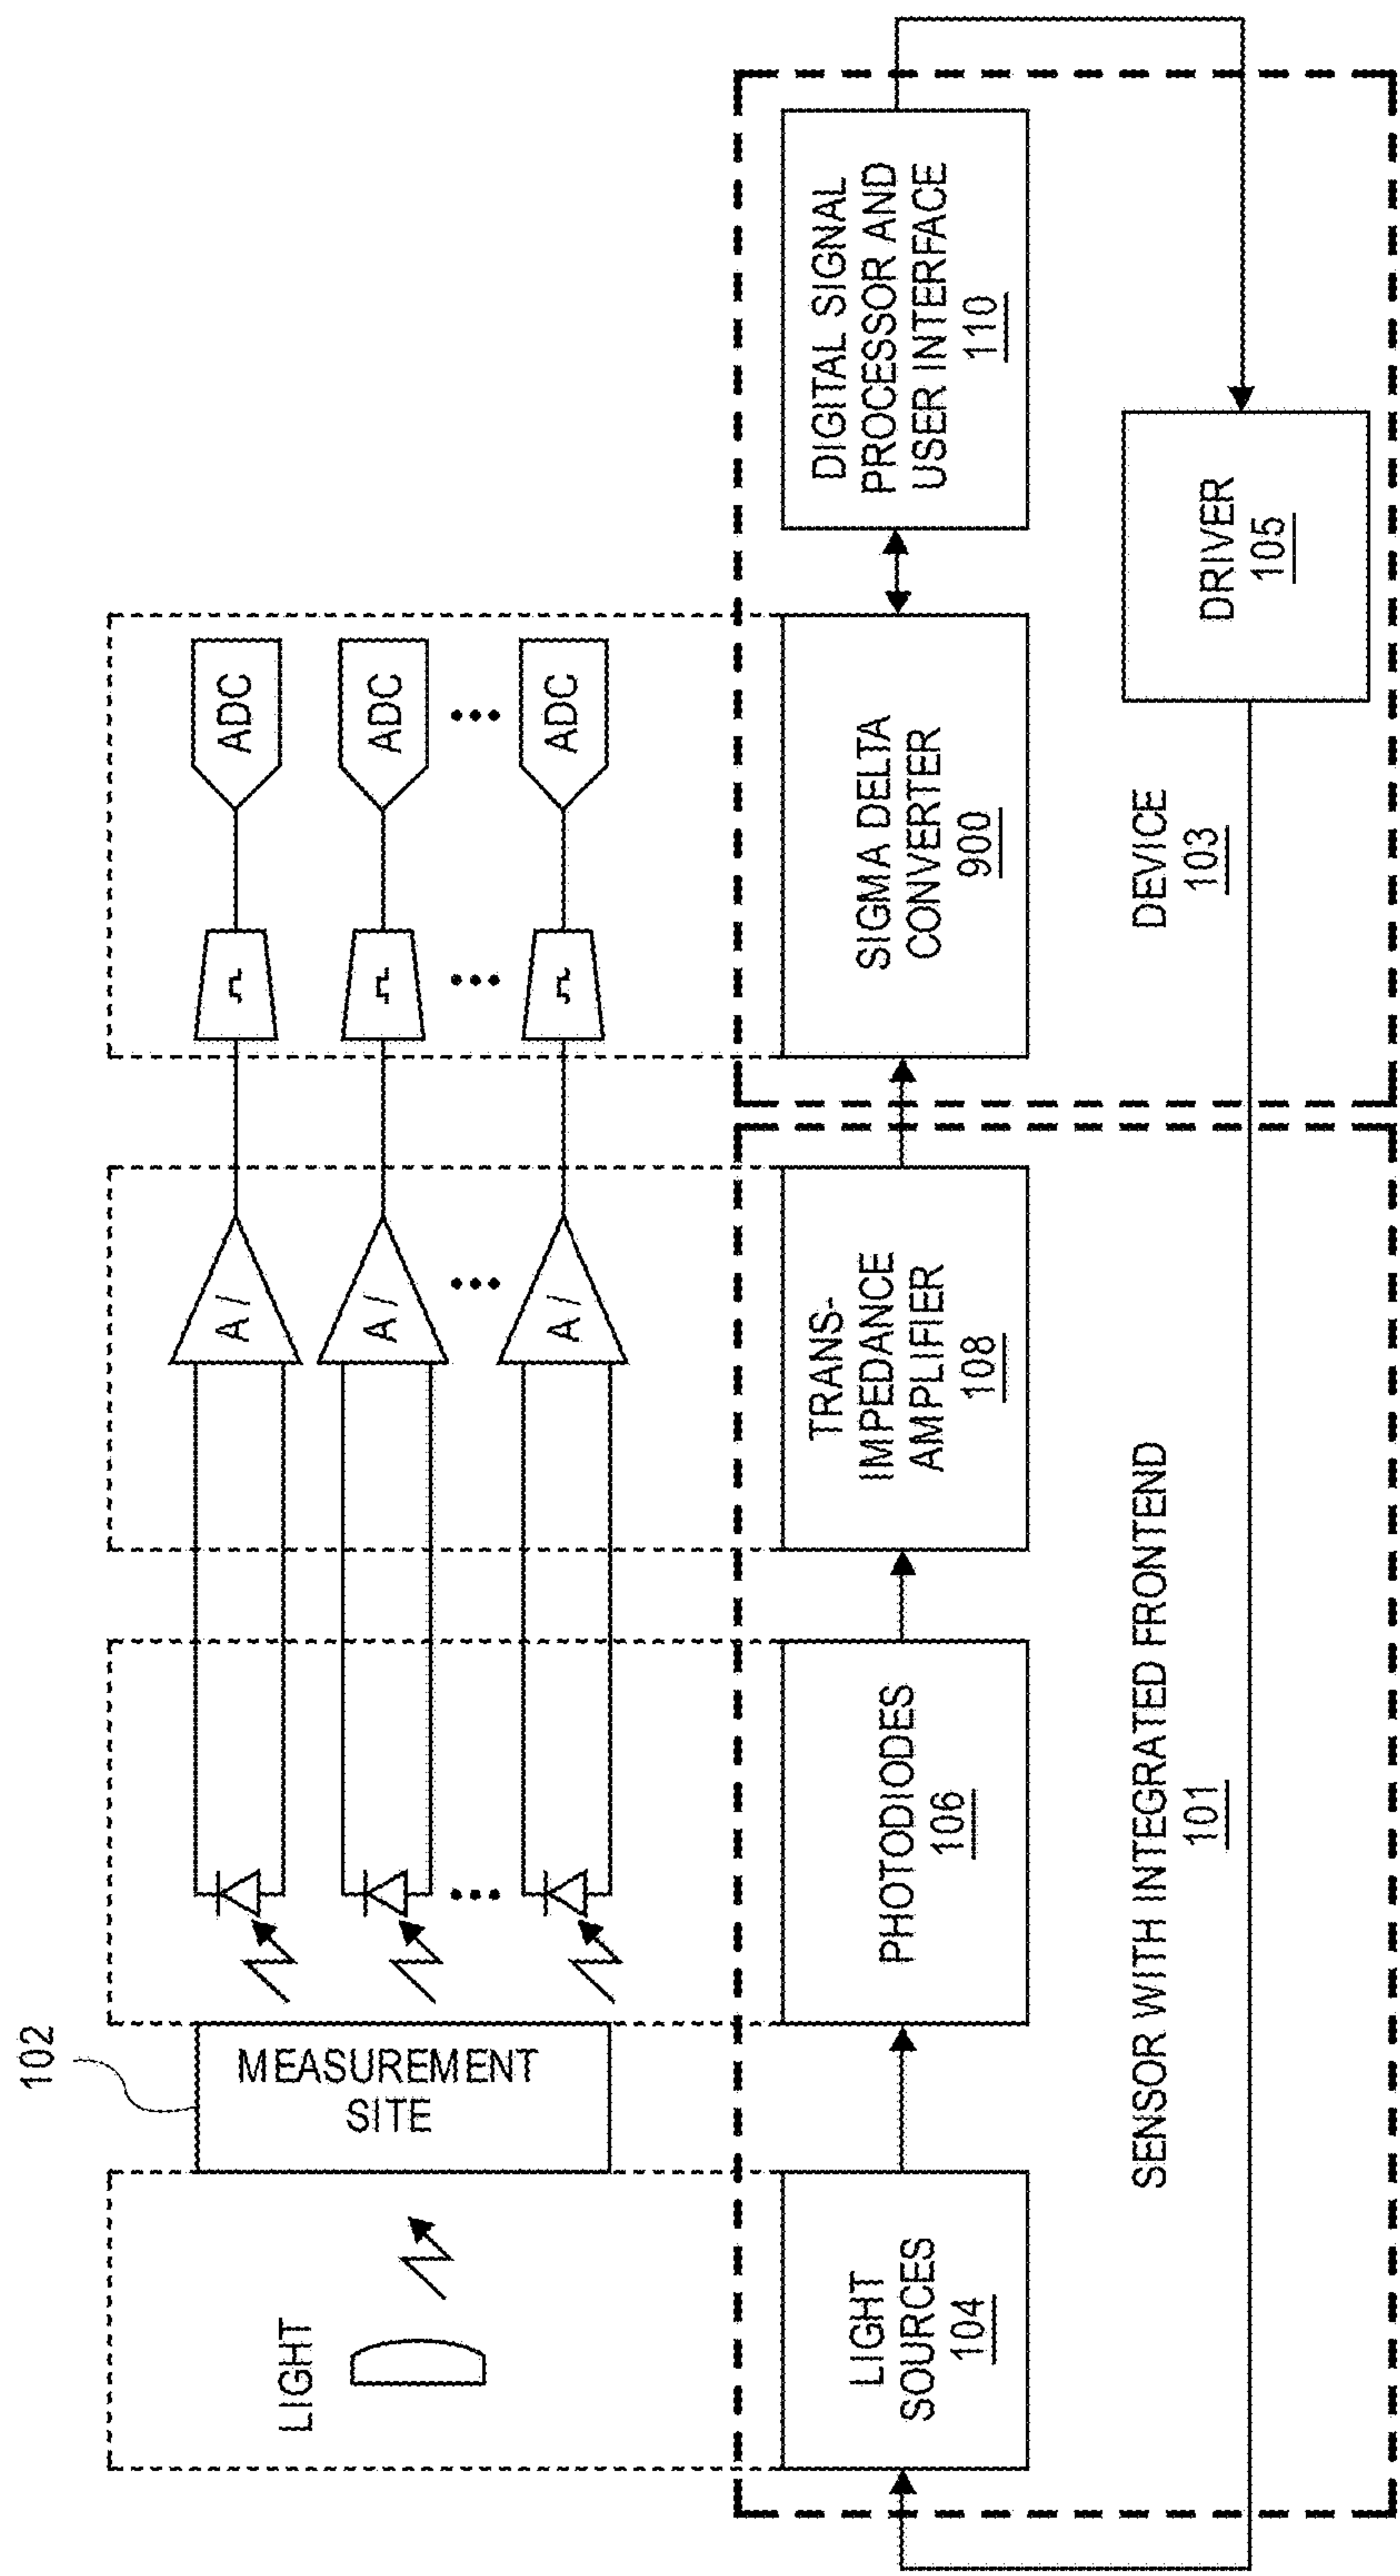 102
LIGHT
MEASUREMENT
SITE
A /
A /
A /
ADC
ADC
ADC
LIGHT
SOURCES
104
PHOTODIODES
106
TRANS-
IMPEDANCE
AMPLIFIER
108
SIGMA DELTA
CONVERTER
900
DIGITAL SIGNAL
PROCESSOR AND
USER INTERFACE
110
SENSOR WITH INTEGRATED FRONTEND
101
DEVICE
103
DRIVER
105